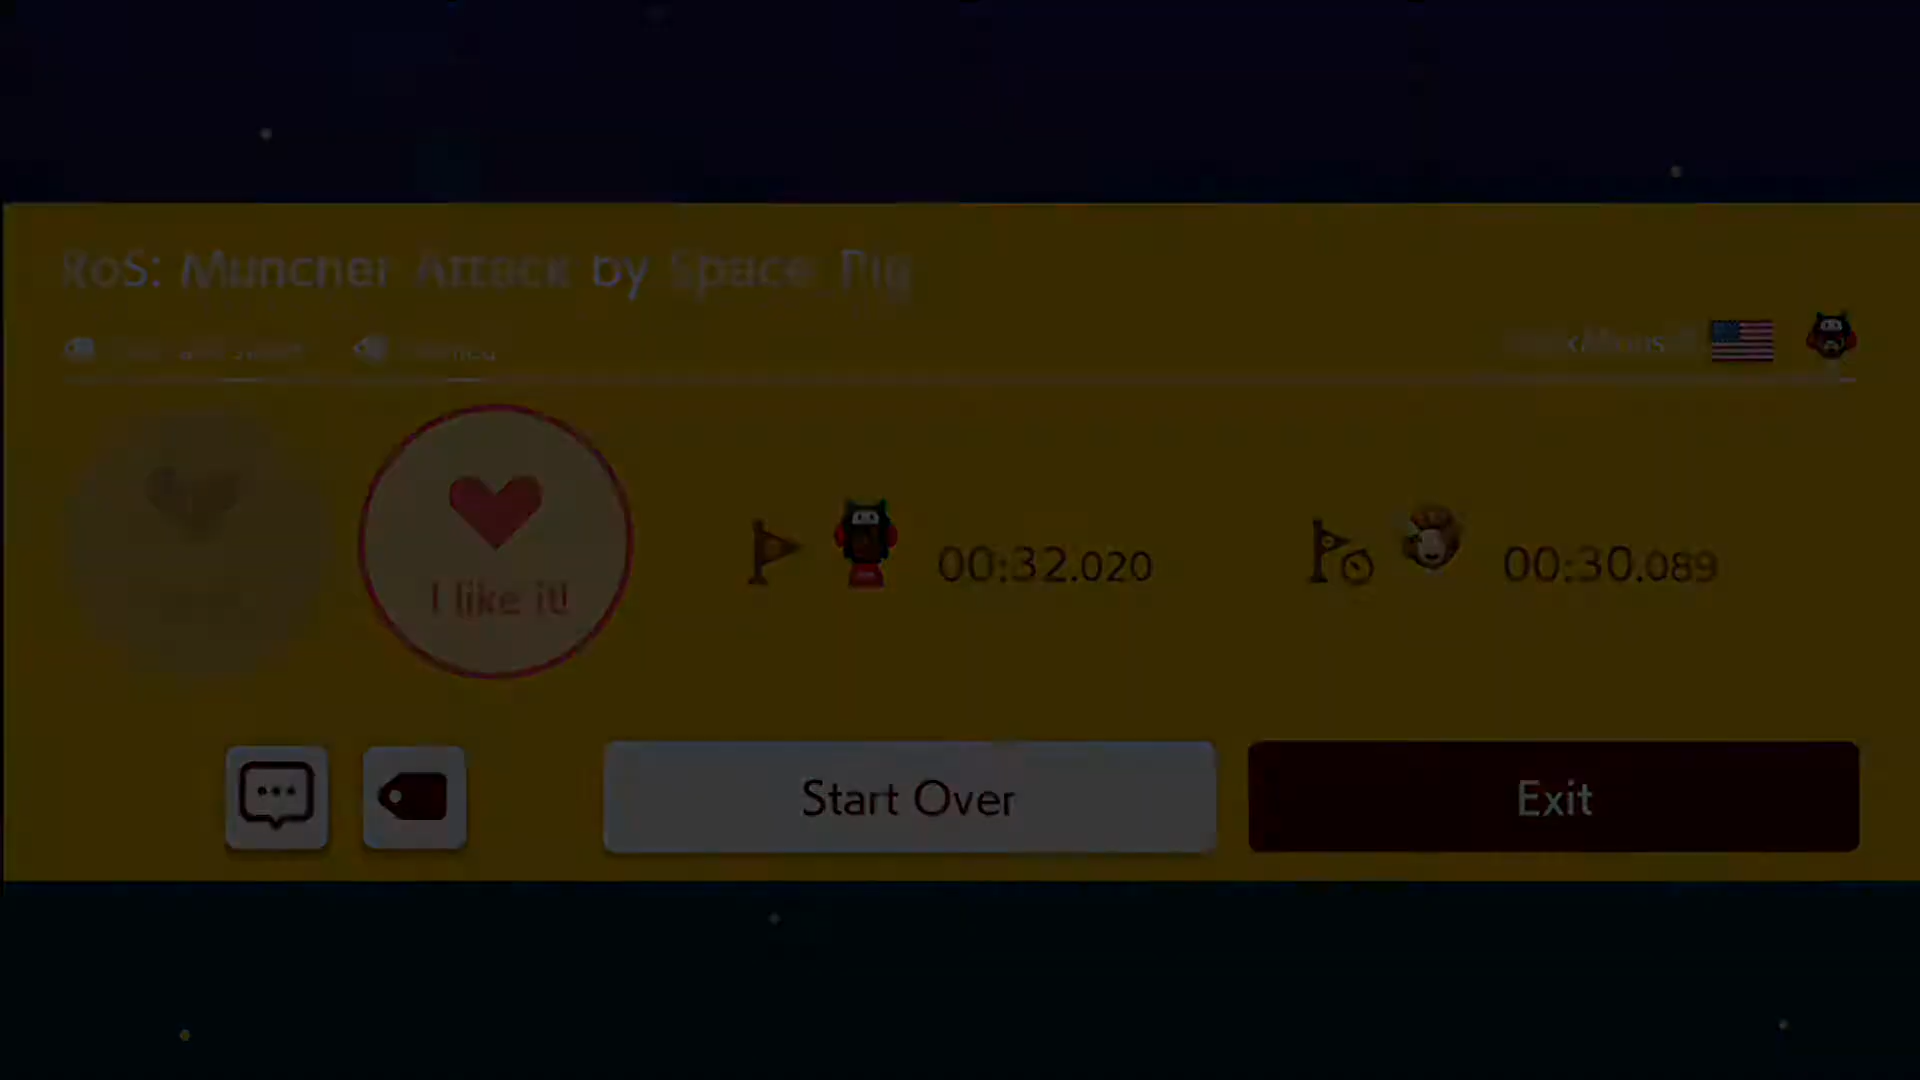 RoS: Muncher Attack by Space Pig
I like it!
00:32.020
00:30.089
Start Over
Exit